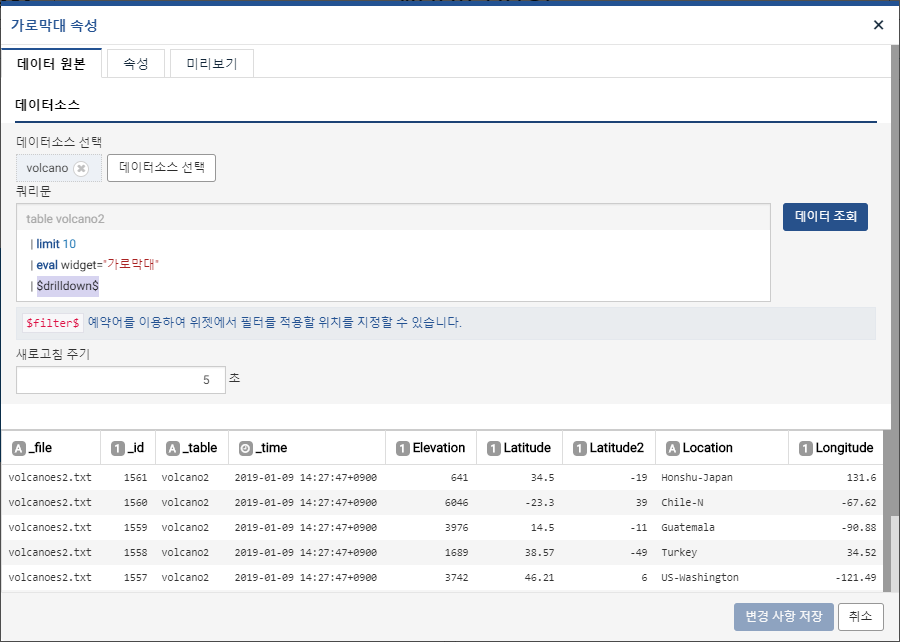 가로막대 속성
데이터 원본 속성 미리보기
데이터소스
데이터소스 선택
volcano 데이터소스 선택
쿼리문
table volcano2 데이터 조회
| limit 10
| eval widget="가로막대"
| $drilldown$
$filter$ 예약어를 이용하여 위젯에서 필터를 적용할 위치를 지정할 수 있습니다.
새로고침 주기
5 초
A _file 1 _id A _table _time 1 Elevation 1 Latitude 1 Latitude2 A Location 1 Longitude
volcanoes2.txt 1561 volcano2 2019-01-09 14:27:47+0900 641 34.5 -19 Honshu-Japan 131.6
volcanoes2.txt 1560 volcano2 2019-01-09 14:27:47+0900 6046 -23.3 39 Chile-N -67.62
volcanoes2.txt 1559 volcano2 2019-01-09 14:27:47+0900 3976 14.5 -11 Guatemala -90.88
volcanoes2.txt 1558 volcano2 2019-01-09 14:27:47+0900 1689 38.57 -49 Turkey 34.52
volcanoes2.txt 1557 volcano2 2019-01-09 14:27:47+0900 3742 46.21 6 US-Washington -121.49
변경 사항 저장 취소